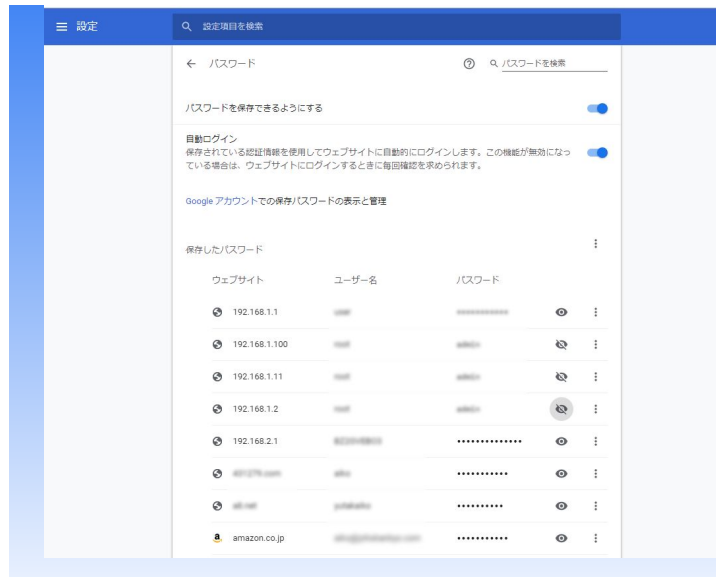 設定
設定項目を検索
パスワード
パスワードを検索
パスワードを保存できるようにする
自動ログイン
保存されている認証情報を使用してウェブサイトに自動的にログインします。この機能が無効になっ
ている場合は、ウェブサイトにログインするときに毎回確認を求められます。
Google アカウントでの保存パスワードの表示と管理
保存したパスワード
ウェブサイト ユーザー名 パスワード
192.168.1.1
192.168.1.100
192.168.1.11
192.168.1.2
192.168.2.1
amazon.co.jp